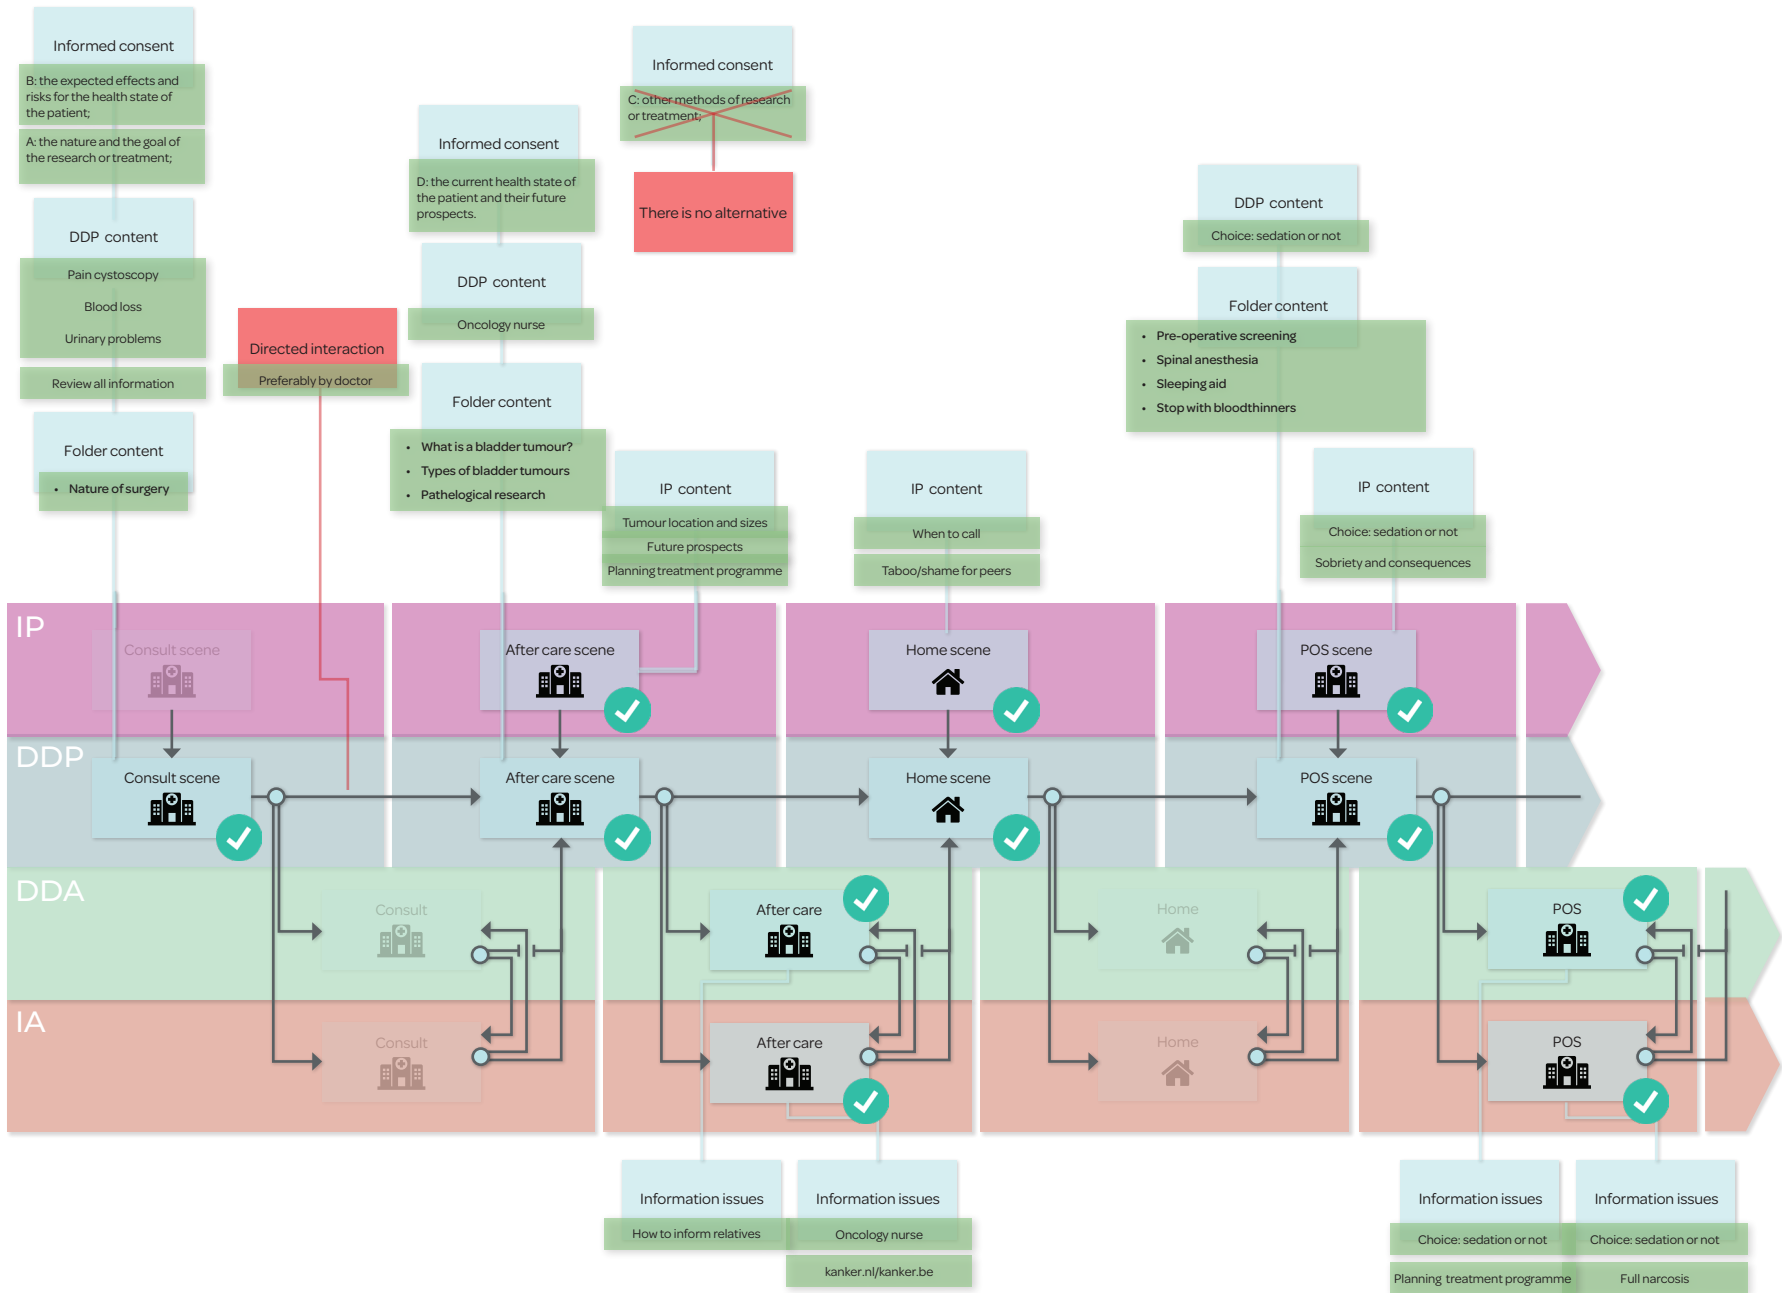 Informed consent
B: the expected effects and
risks for the health state of
the patient;
A: the nature and the goal of
the research or treatment;
DDP content
Pain cystoscopy
Blood loss
Urinary problems
Review all information
Folder content
• Nature of surgery
Directed interaction
Preferably by doctor
Informed consent
D: the current health state of
the patient and their future
prospects.
DDP content
Oncology nurse
Folder content
• What is a bladder tumour?
• Types of bladder tumours
• Pathelogical research
Informed consent
C: other methods of research
or treatment;
There is no alternative
IP content
Tumour location and sizes
Future prospects
Planning treatment programme
IP content
When to call
Taboo/shame for peers
DDP content
Choice: sedation or not
Folder content
• Pre-operative screening
• Spinal anesthesia
• Sleeping aid
• Stop with bloodthinners
IP content
Choice: sedation or not
Sobriety and consequences
IP
Consult scene
After care scene
Home scene
POS scene
DDP
Consult scene
After care scene
Home scene
POS scene
DDA
Consult
After care
Home
POS
IA
Consult
After care
Home
POS
Information issues
How to inform relatives
Information issues
Oncology nurse
kanker.nl/kanker.be
Information issues
Choice: sedation or not
Planning treatment programme
Information issues
Choice: sedation or not
Full narcosis